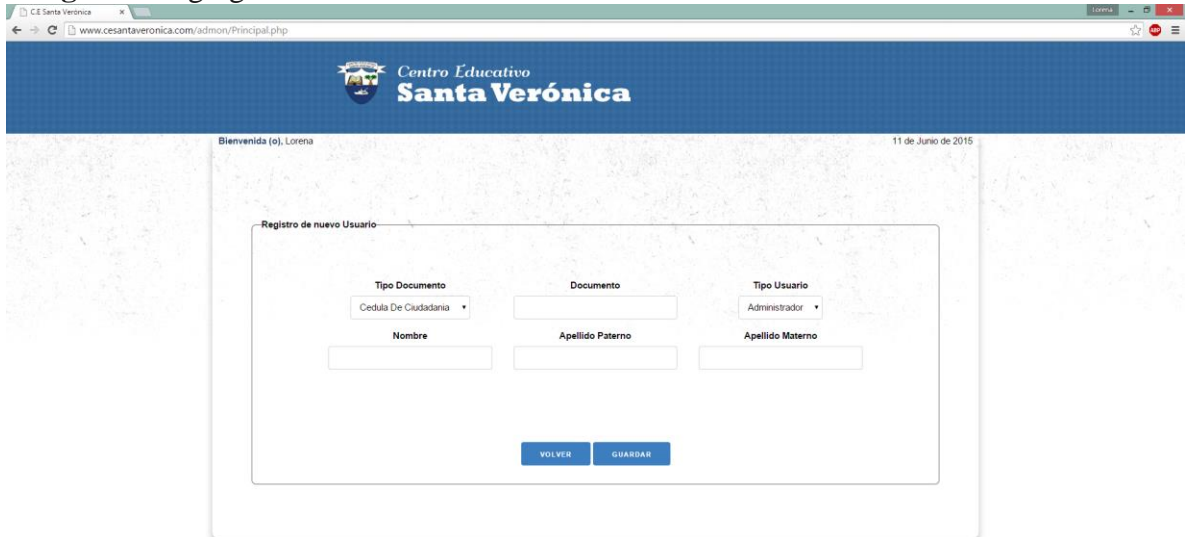 C.E Santa Verónica
Lorena
www.cesantaveronica.com/admon/Principal.php
ABP
Centro Educativo
Santa Verónica
Bienvenida (o), Lorena 11 de Junio de 2015
Registro de nuevo Usuario
Tipo Documento Documento Tipo Usuario
Cedula De Ciudadania Administrador
Nombre Apellido Paterno Apellido Materno
VOLVER GUARDAR